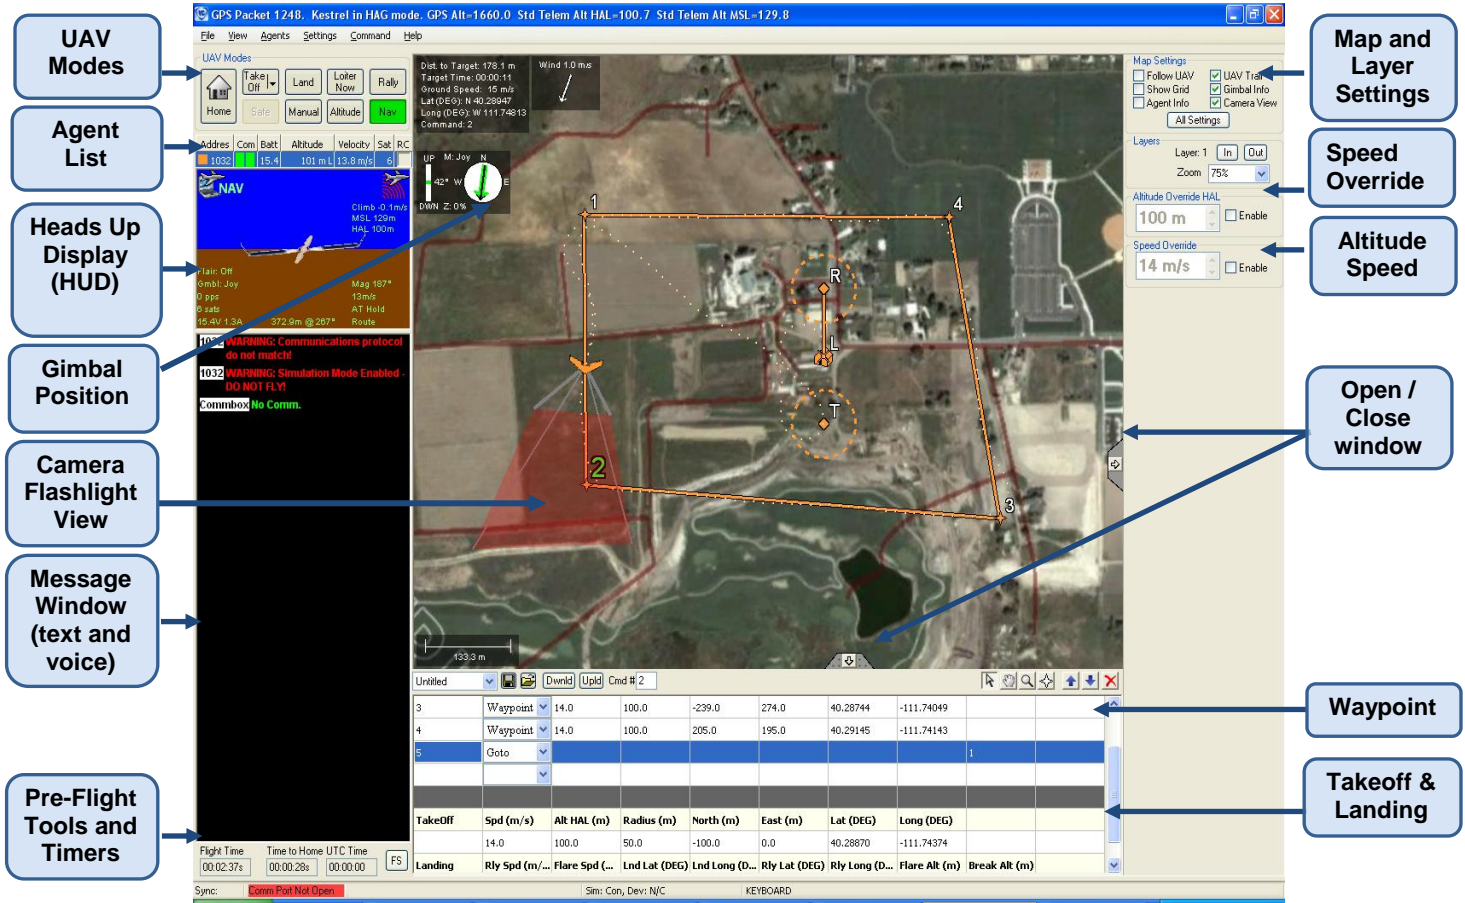 GPS Packet 1248. Kestrel in HAG mode. GPS Alt=1660.0 Std Telem Alt HAL=100.7 Std Telem Alt MSL=129.8
File View Agents Settings Command Help
UAV
Modes
Agent
List
Heads Up
Display
(HUD)
Gimbal
Position
Camera
Flashlight
View
Message
Window
(text and
voice)
Pre-Flight
Tools and
Timers
UAV Modes
Home
Take Off
Land
Loiter Now
Rally
Safe
Manual
Altitude
Nav
Addres Com Batt Altitude Velocity Sat RC
1032 15.4 101 m L 13.8 m/s 6
NAV
Climb -0.1m/s
MSL 129m
HAL 100m
Flair: Off
Gmbl: Joy Mag 187°
0 pps 13m/s
6 sats AT Hold
15.4V 1.3A 372.9m @ 267° Route
1032 WARNING: Communications protocol
do not match!
1032 WARNING: Simulation Mode Enabled -
DO NOT FLY!
Commbox No Comm.
Flight Time Time to Home UTC Time
00:02:37s 00:00:28s 00:00:00 FS
Sync: Comm Port Not Open Sim: Con, Dev: N/C KEYBOARD
Dist. to Target: 178.1 m
Target Time: 00:00:11
Ground Speed: 15 m/s
Lat (DEG): N 40.28947
Long (DEG): W 111.74813
Command: 2
Wind 1.0 m/s
UP M: Joy N
42° W E
DWN Z: 0%
1
4
R
L
T
2
3
133.3 m
Untitled Dwnld Upld Cmd # 2
3 Waypoint 14.0 100.0 -239.0 274.0 40.28744 -111.74049
4 Waypoint 14.0 100.0 205.0 195.0 40.29145 -111.74143
5 Goto 1
TakeOff Spd (m/s) Alt HAL (m) Radius (m) North (m) East (m) Lat (DEG) Long (DEG)
14.0 100.0 50.0 -100.0 0.0 40.28870 -111.74374
Landing Rly Spd (m/... Flare Spd (... Lnd Lat (DEG) Lnd Long (D... Rly Lat (DEG) Rly Long (D... Flare Alt (m) Break Alt (m)
Map Settings
Follow UAV UAV Trail
Show Grid Gimbal Info
Agent Info Camera View
All Settings
Layers
Layer: 1 In Out
Zoom 75%
Altitude Override HAL
100 m Enable
Speed Override
14 m/s Enable
Map and
Layer
Settings
Speed
Override
Altitude
Speed
Open /
Close
window
Waypoint
Takeoff &
Landing